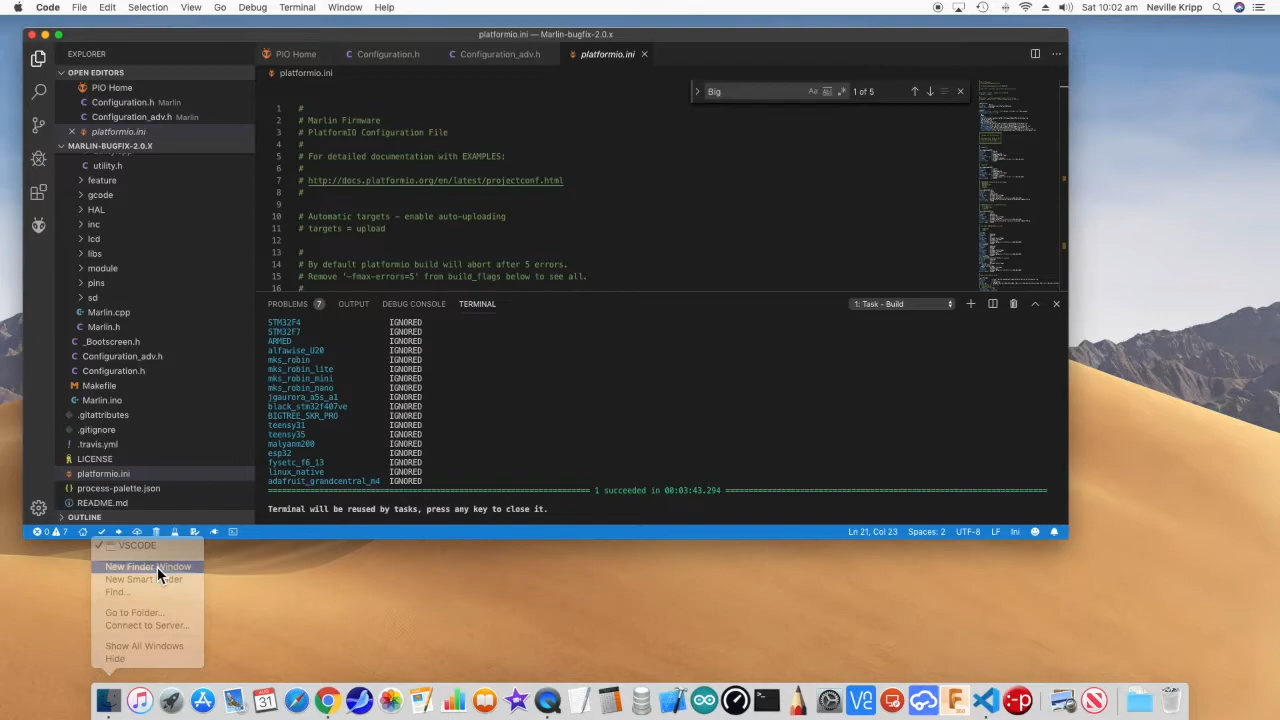 Code File Edit Selection View Go Debug Terminal Window Help Sat 10:02 am Neville Kripp
platformio.ini — Marlin-bugfix-2.0.x
EXPLORER
OPEN EDITORS
PIO Home
Configuration.h Marlin
Configuration_adv.h Marlin
platformio.ini
MARLIN-BUGFIX-2.0.X
utility.h
feature
gcode
HAL
inc
lcd
libs
module
pins
sd
Marlin.cpp
Marlin.h
_Bootscreen.h
Configuration_adv.h
Configuration.h
Makefile
Marlin.ino
.gitattributes
.gitignore
.travis.yml
LICENSE
platformio.ini
process-palette.json
README.md
OUTLINE
PIO Home Configuration.h Configuration_adv.h platformio.ini
platformio.ini
Big Aa 1 of 5
1 #
2 # Marlin Firmware
3 # PlatformIO Configuration File
4 #
5 # For detailed documentation with EXAMPLES:
6 #
7 # http://docs.platformio.org/en/latest/projectconf.html
8 #
9
10 # Automatic targets - enable auto-uploading
11 # targets = upload
12
13 #
14 # By default platformio build will abort after 5 errors.
15 # Remove '-fmax-errors=5' from build_flags below to see all.
16 #
PROBLEMS 7 OUTPUT DEBUG CONSOLE TERMINAL 1: Task - Build
STM32F4 IGNORED
STM32F7 IGNORED
ARMED IGNORED
alfawise_U20 IGNORED
mks_robin IGNORED
mks_robin_lite IGNORED
mks_robin_mini IGNORED
mks_robin_nano IGNORED
jgaurora_a5s_a1 IGNORED
black_stm32f407ve IGNORED
BIGTREE_SKR_PRO IGNORED
teensy31 IGNORED
teensy35 IGNORED
malyanm200 IGNORED
esp32 IGNORED
fysetc_f6_13 IGNORED
linux_native IGNORED
adafruit_grandcentral_m4 IGNORED
1 succeeded in 00:03:43.294
Terminal will be reused by tasks, press any key to close it.
0 7 Ln 21, Col 23 Spaces: 2 UTF-8 LF Ini
VSCODE
New Finder Window
New Smart Folder
Find...
Go to Folder...
Connect to Server...
Show All Windows
Hide